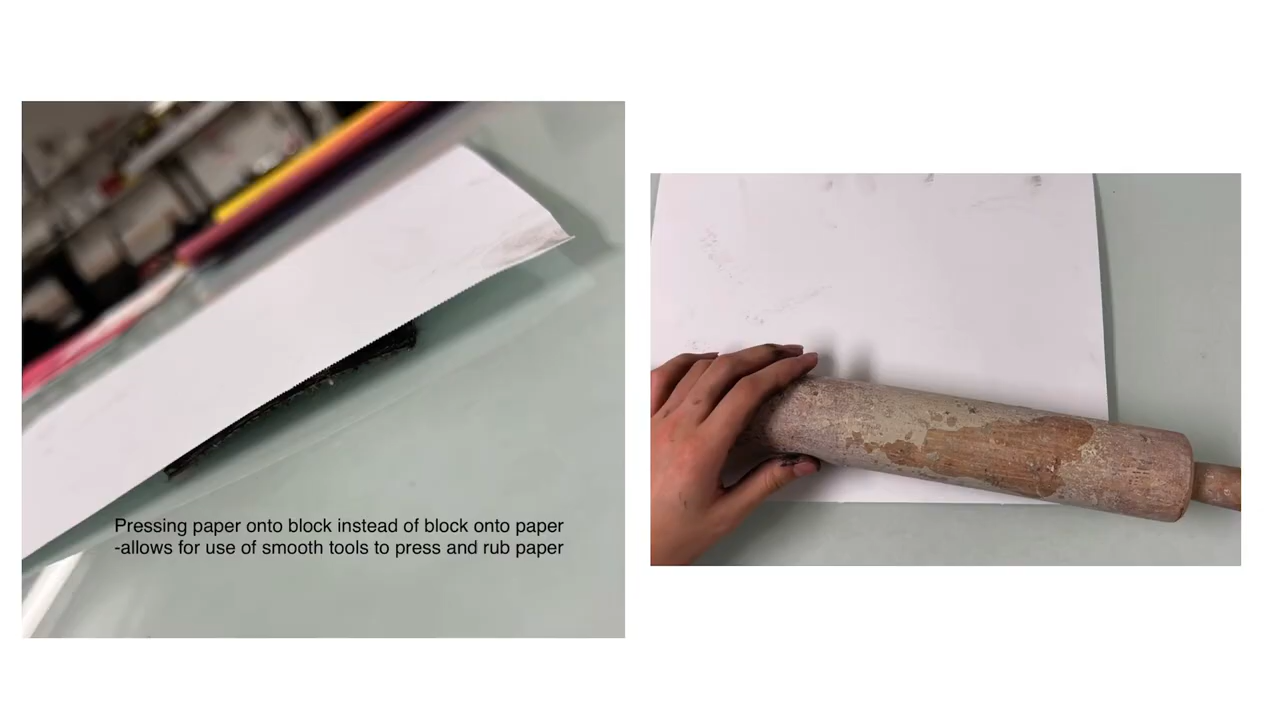 Pressing paper onto block instead of block onto paper
-allows for use of smooth tools to press and rub paper